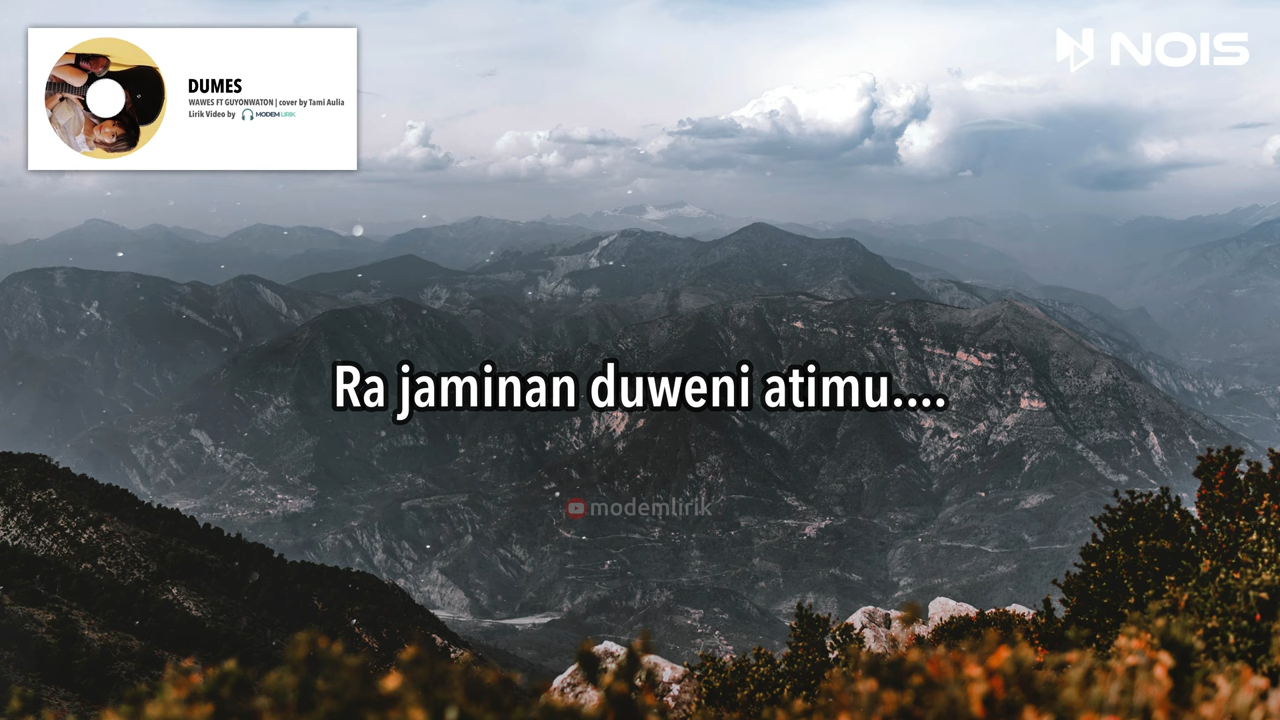 DUMES
WAWES FT GUYONWATON | cover by Tami Aulia
Lirik Video by MODEM LIRIK
NOIS
Ra jaminan duweni atimu....
modemlirik